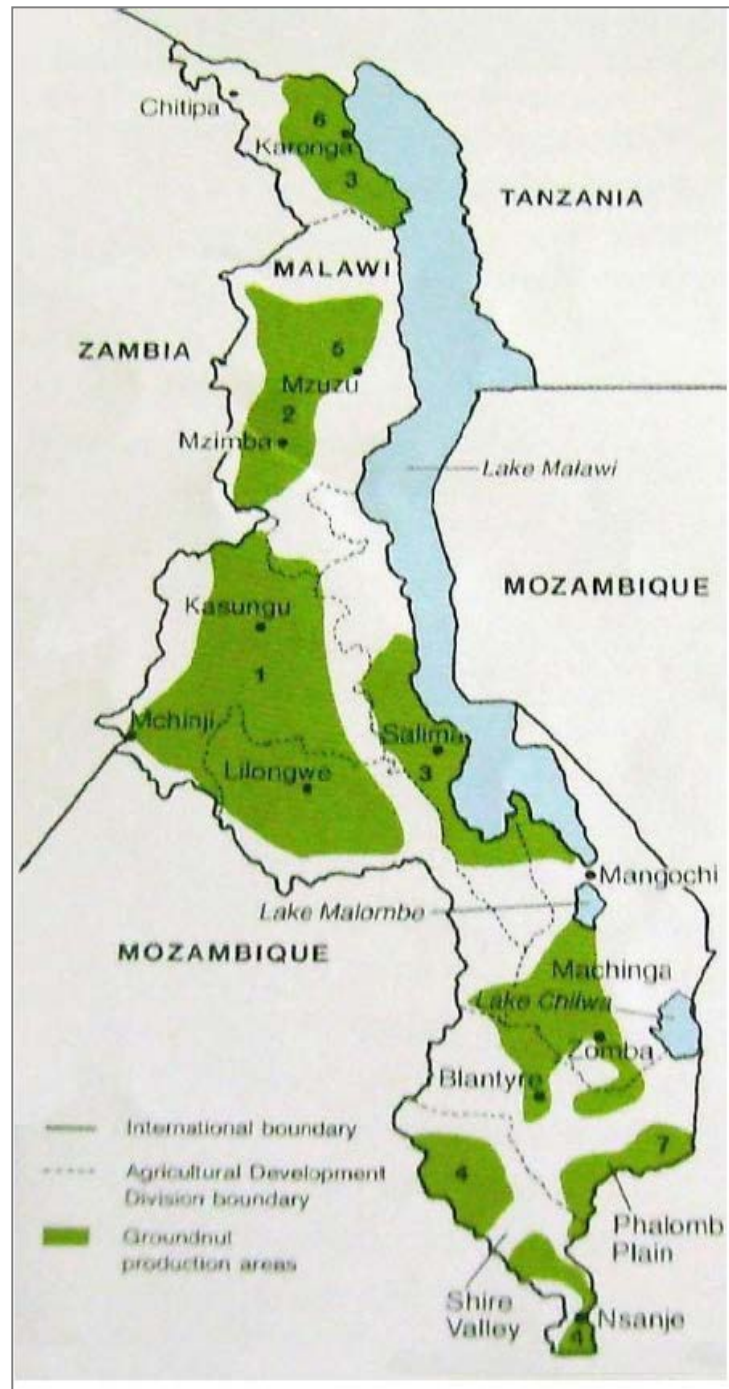 Chitipa
6
Karonga
3
TANZANIA
MALAWI
ZAMBIA
5
Mzuzu
2
Mzimba
Lake Malawi
MOZAMBIQUE
Kasungu
1
Mchinji
Salima
Lilongwe
3
Mangochi
Lake Malombe
MOZAMBIQUE
Machinga
Lake Chilwa
Zomba
Blantyre
International boundary
Agricultural Development
Division boundary
Groundnut
production areas
4
7
Phalomb
Plain
Shire
Valley
Nsanje
4